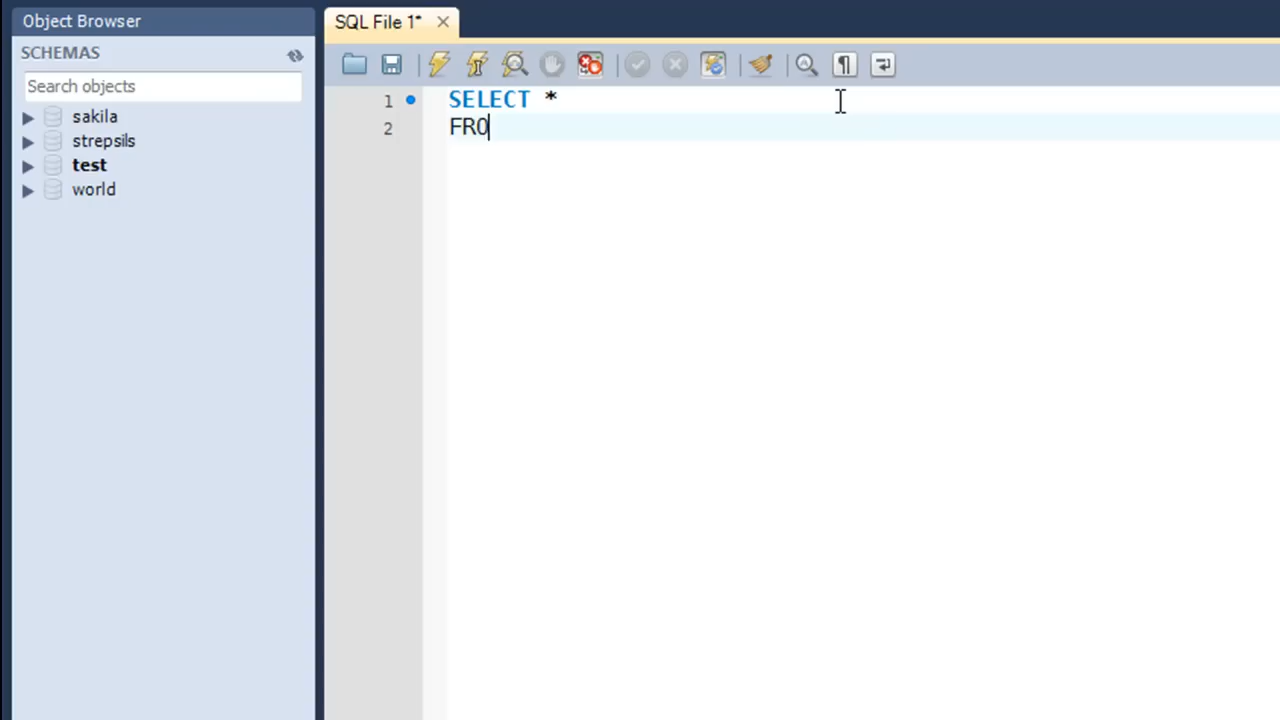 Object Browser
SCHEMAS
Search objects
sakila
strepsils
test
world
SQL File 1*
1 SELECT *
2 FRO